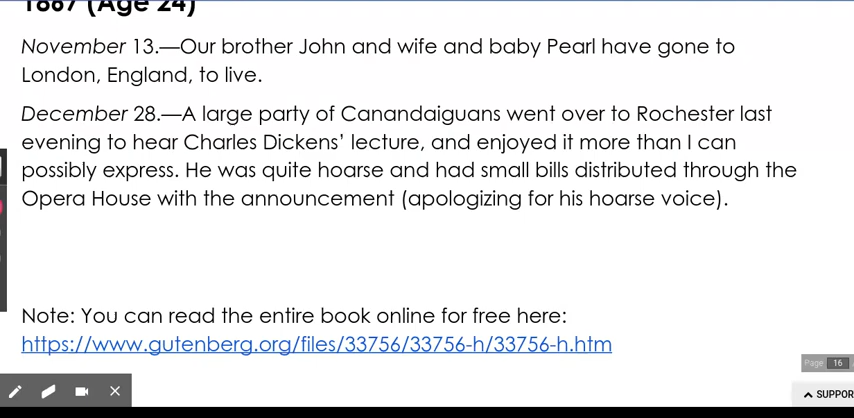 1867 (Age 24)
November 13.—Our brother John and wife and baby Pearl have gone to
London, England, to live.
December 28.—A large party of Canandaiguans went over to Rochester last
evening to hear Charles Dickens’ lecture, and enjoyed it more than I can
possibly express. He was quite hoarse and had small bills distributed through the
Opera House with the announcement (apologizing for his hoarse voice).
Note: You can read the entire book online for free here:
https://www.gutenberg.org/files/33756/33756-h/33756-h.htm
Page 16
SUPPOR